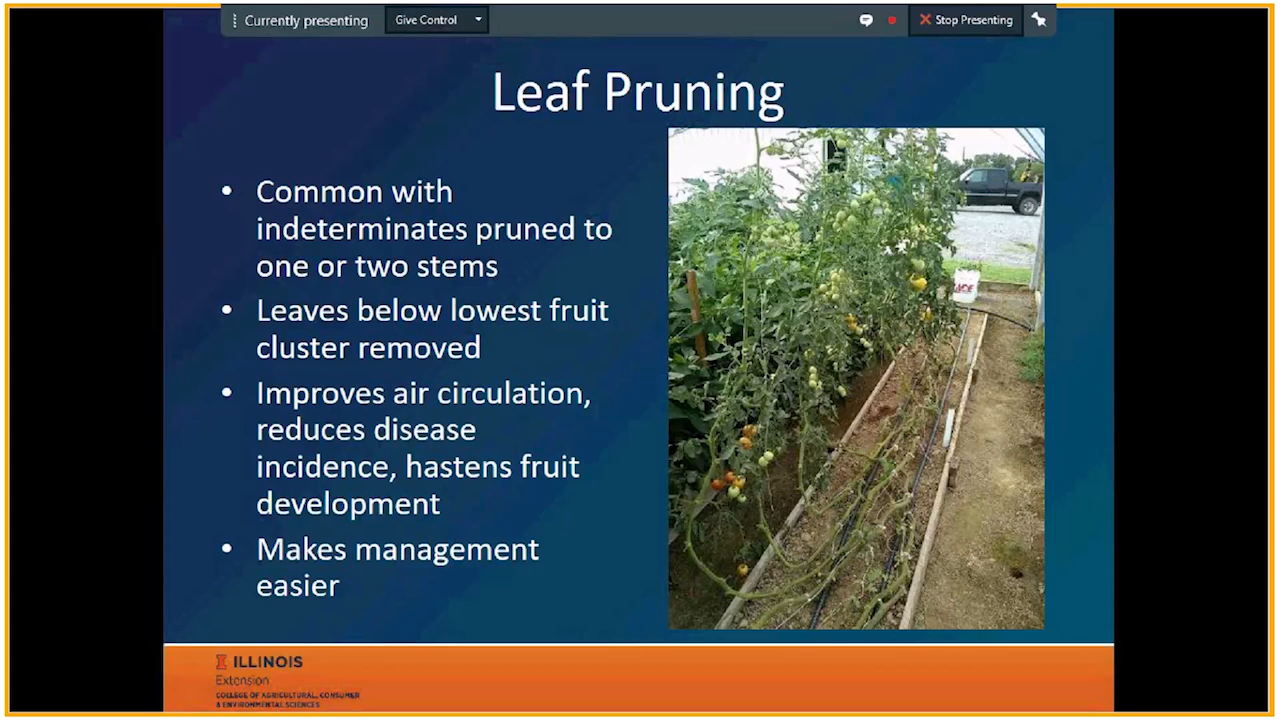 Currently presenting
Give Control
Stop Presenting
Leaf Pruning
• Common with
indeterminates pruned to
one or two stems
• Leaves below lowest fruit
cluster removed
• Improves air circulation,
reduces disease
incidence, hastens fruit
development
• Makes management
easier
ACE
I ILLINOIS
Extension
COLLEGE OF AGRICULTURAL, CONSUMER
& ENVIRONMENTAL SCIENCES